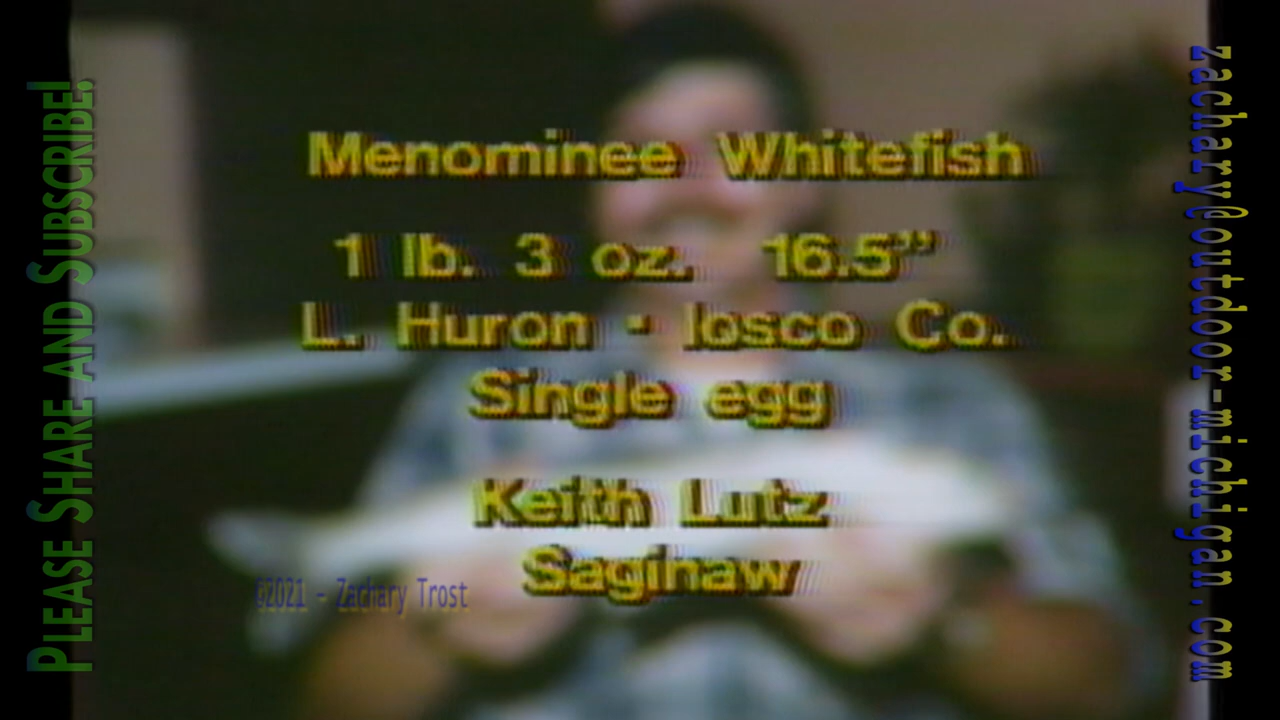 Menominee Whitefish
1 lb. 3 oz. 16.5"
L. Huron - Iosco Co.
Single egg
Keith Lutz
Saginaw
©2021 - Zachary Trost
PLEASE SHARE AND SUBSCRIBE!
zachary@outdoor-michigan.com